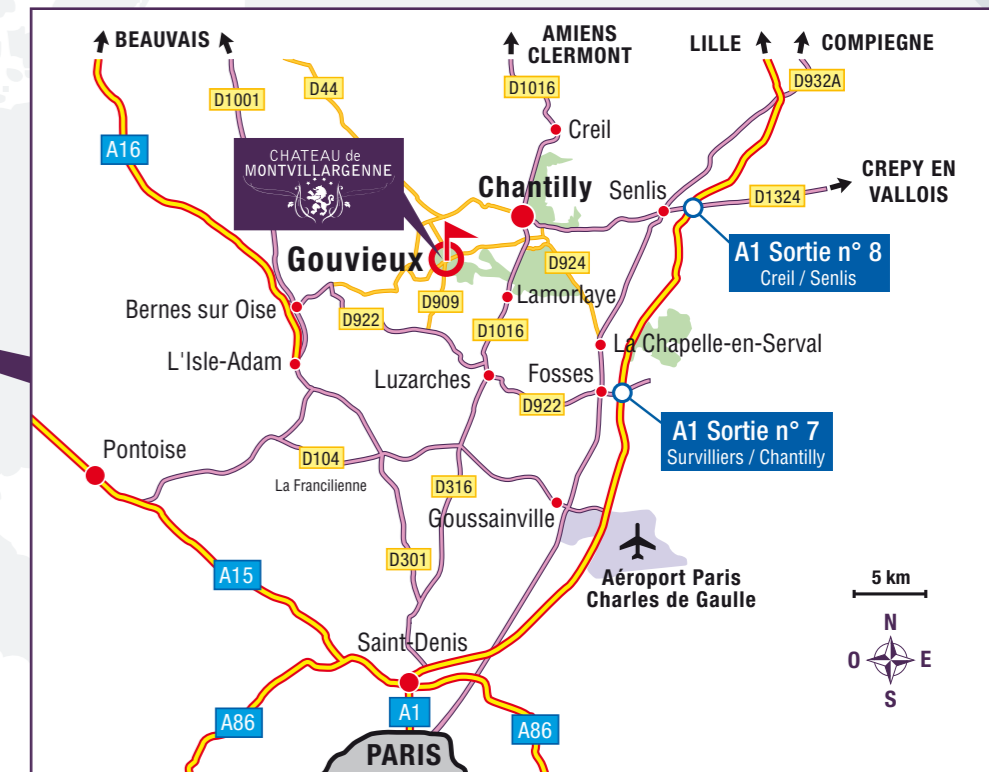 BEAUVAIS
AMIENS
CLERMONT
LILLE
COMPIEGNE
D1001
D44
D1016
D932A
A16
Creil
CHATEAU de
MONTVILLARGENNE
Chantilly
Senlis
CREPY EN
VALLOIS
D1324
A1 Sortie n° 8
Creil / Senlis
Gouvieux
D924
D909
Lamorlaye
Bernes sur Oise
D922
D1016
La Chapelle-en-Serval
L'Isle-Adam
Luzarches
Fosses
D922
A1 Sortie n° 7
Survilliers / Chantilly
Pontoise
D104
La Francilienne
D316
Goussainville
D301
A15
Aéroport Paris
Charles de Gaulle
5 km
N
O
E
S
Saint-Denis
A86
A1
A86
PARIS